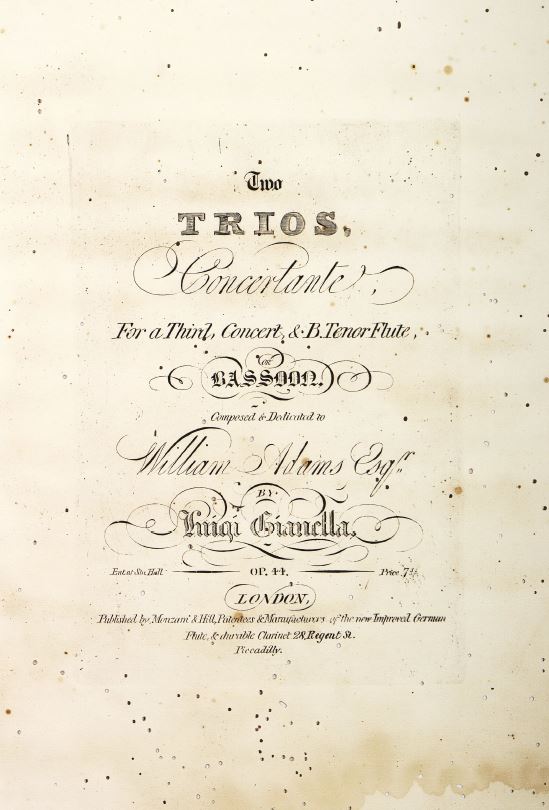 Two
TRIOS,
Concertante,
For a Third, Concert, & B. Tenor Flute,
or
BASSOON.
Composed & Dedicated to
William Adams Esqr.
BY
Luigi Gianella.
Ent. at Sta. Hall
OP. 44.
Price 7/-
LONDON,
Published by Monzani & Hill, Patentees & Manufacturers of the new Improved German
Flute, & durable Clarinet 28, Regent St.
Piccadilly.